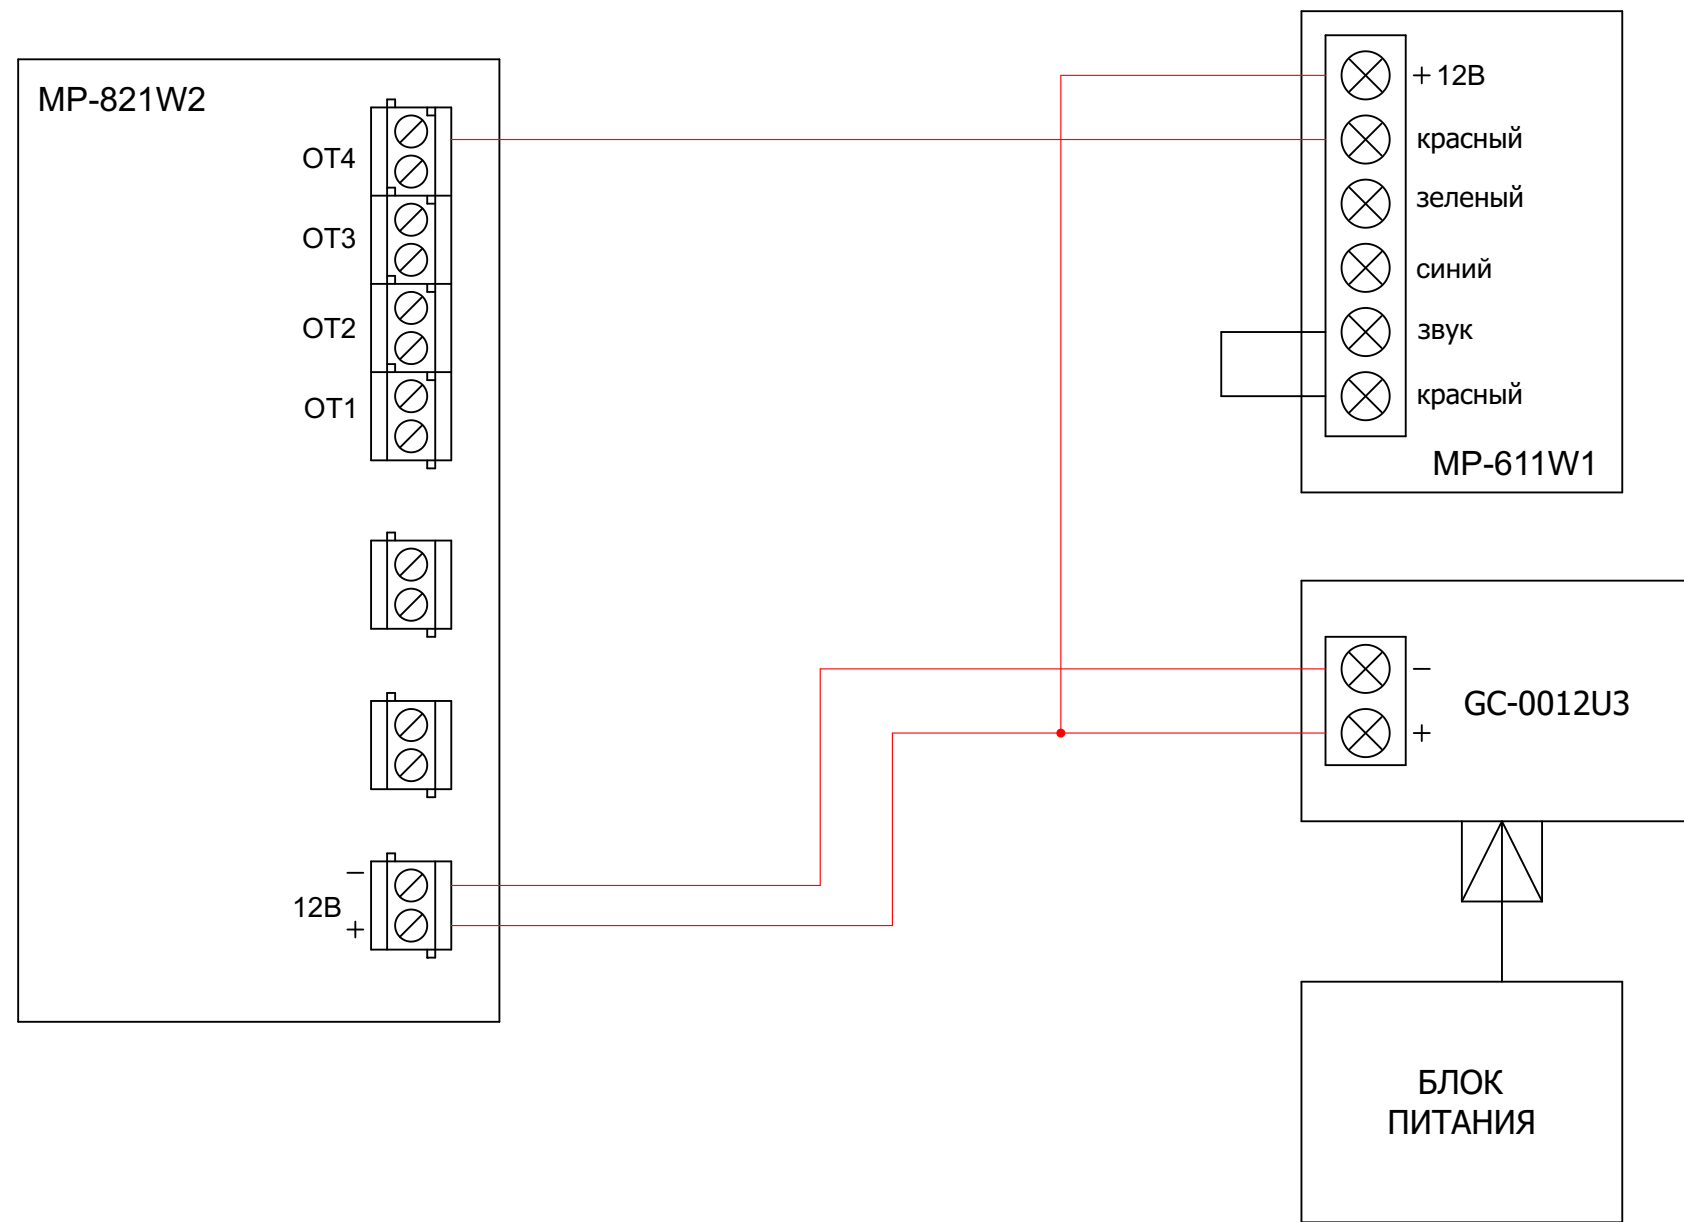 MP-821W2
OT4
OT3
OT2
OT1
−
12В
+
+ 12В
красный
зеленый
синий
звук
красный
MP-611W1
−
GC-0012U3
+
БЛОК
ПИТАНИЯ